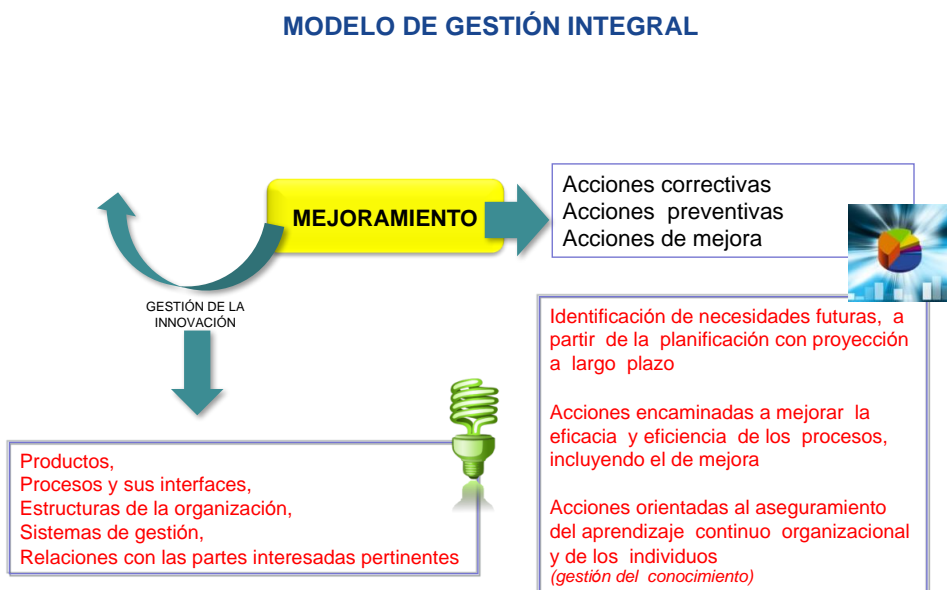 MODELO DE GESTIÓN INTEGRAL
MEJORAMIENTO
Acciones correctivas
Acciones preventivas
Acciones de mejora
GESTIÓN DE LA
INNOVACIÓN
Identificación de necesidades futuras, a
partir de la planificación con proyección
a largo plazo
Acciones encaminadas a mejorar la
eficacia y eficiencia de los procesos,
incluyendo el de mejora
Acciones orientadas al aseguramiento
del aprendizaje continuo organizacional
y de los individuos
(gestión del conocimiento)
Productos,
Procesos y sus interfaces,
Estructuras de la organización,
Sistemas de gestión,
Relaciones con las partes interesadas pertinentes